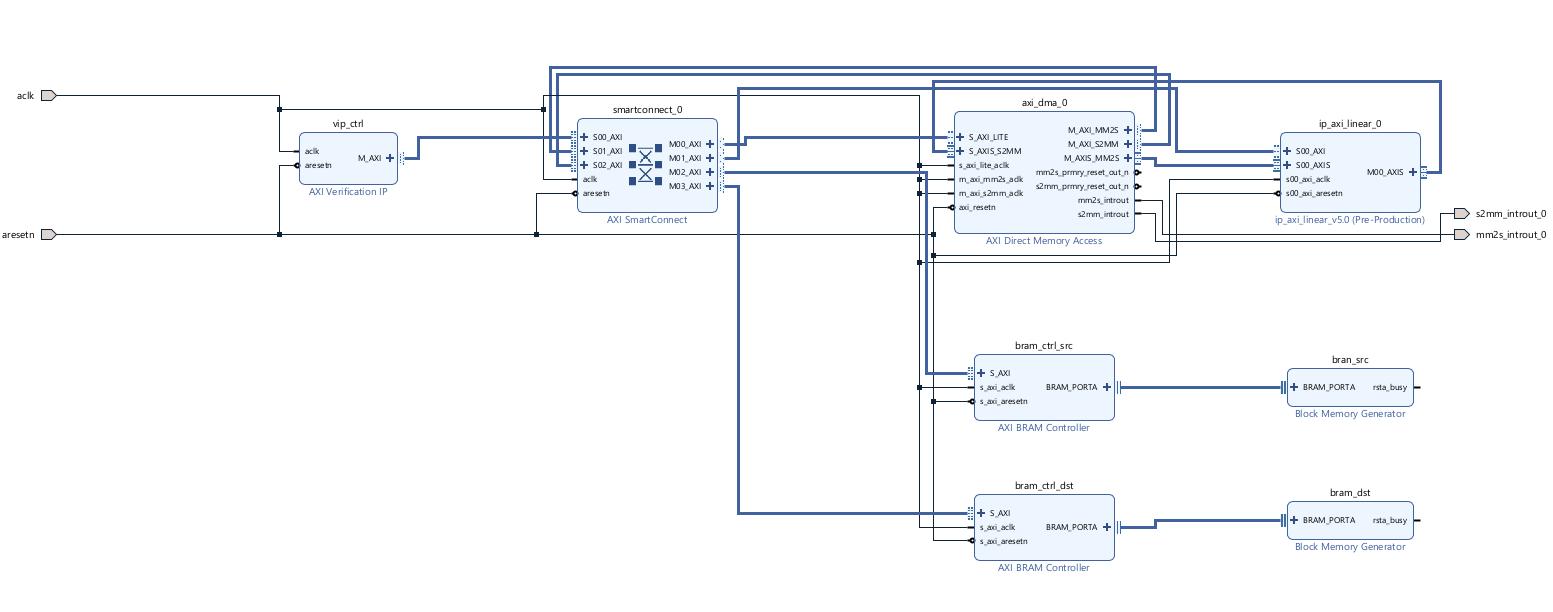 aclk
aresetn
vip_ctrl
aclk
aresetn
M_AXI
AXI Verification IP
smartconnect_0
S00_AXI
S01_AXI
S02_AXI
aclk
aresetn
M00_AXI
M01_AXI
M02_AXI
M03_AXI
AXI SmartConnect
axi_dma_0
S_AXI_LITE
S_AXIS_S2MM
s_axi_lite_aclk
m_axi_mm2s_aclk
m_axi_s2mm_aclk
axi_resetn
M_AXI_MM2S
M_AXI_S2MM
M_AXIS_MM2S
mm2s_prmry_reset_out_n
s2mm_prmry_reset_out_n
mm2s_introut
s2mm_introut
AXI Direct Memory Access
ip_axi_linear_0
S00_AXI
S00_AXIS
s00_axi_aclk
s00_axi_aresetn
M00_AXIS
ip_axi_linear_v5.0 (Pre-Production)
s2mm_introut_0
mm2s_introut_0
bram_ctrl_src
S_AXI
s_axi_aclk
s_axi_aresetn
BRAM_PORTA
AXI BRAM Controller
bran_src
BRAM_PORTA
rsta_busy
Block Memory Generator
bram_ctrl_dst
S_AXI
s_axi_aclk
s_axi_aresetn
BRAM_PORTA
AXI BRAM Controller
bram_dst
BRAM_PORTA
rsta_busy
Block Memory Generator